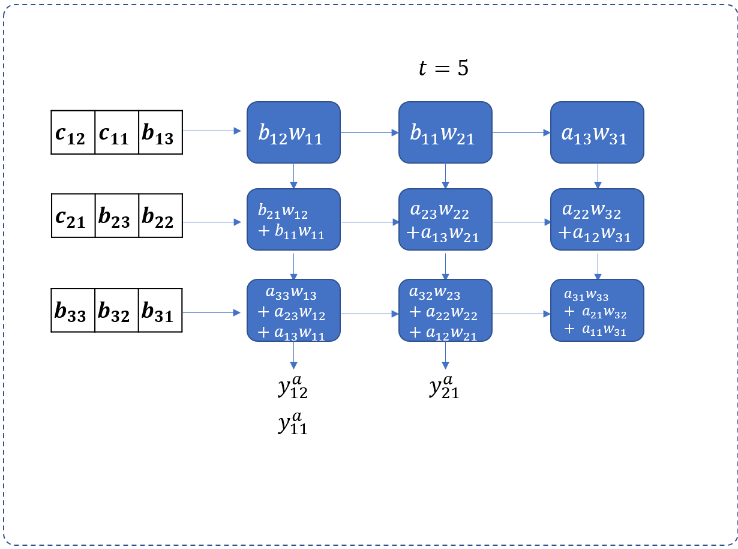 t = 5
c₁₂ c₁₁ b₁₃
b₁₂w₁₁
b₁₁w₂₁
a₁₃w₃₁
c₂₁ b₂₃ b₂₂
b₂₁w₁₂
+ b₁₁w₁₁
a₂₃w₂₂
+a₁₃w₂₁
a₂₂w₃₂
+a₁₂w₃₁
b₃₃ b₃₂ b₃₁
a₃₃w₁₃
+ a₂₃w₁₂
+ a₁₃w₁₁
a₃₂w₂₃
+ a₂₂w₂₂
+ a₁₂w₂₁
a₃₁w₃₃
+ a₂₁w₃₂
+ a₁₁w₃₁
y₁₂ᵃ
y₂₁ᵃ
y₁₁ᵃ